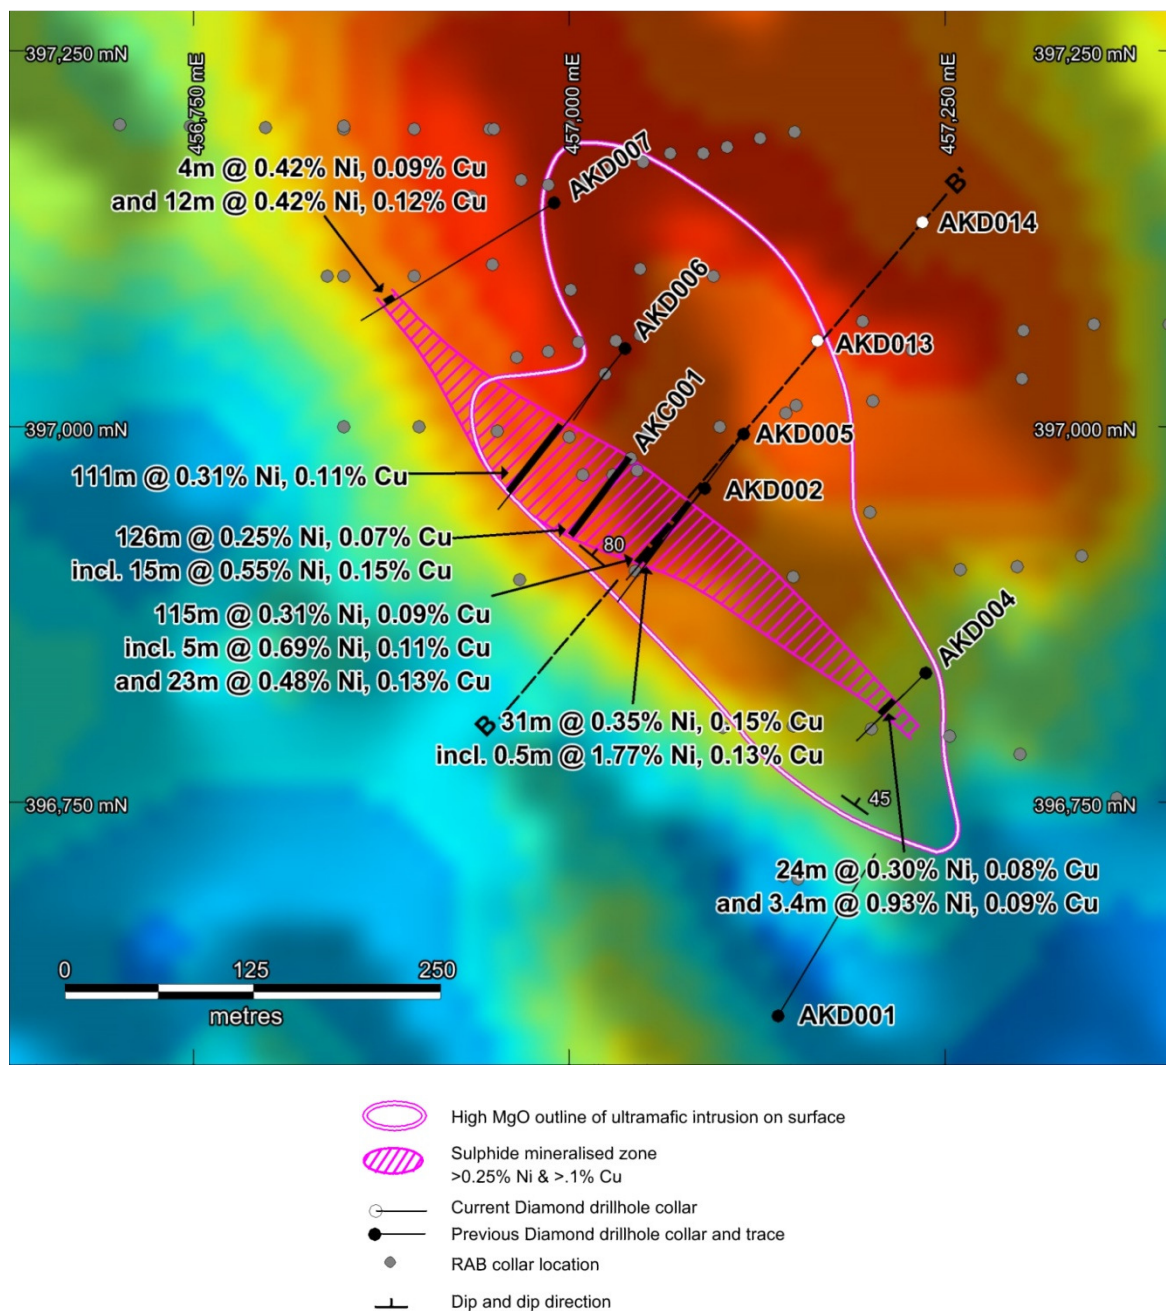 397,250 mN
456,750 mE
457,000 mE
457,250 mE
397,250 mN
4m @ 0.42% Ni, 0.09% Cu
and 12m @ 0.42% Ni, 0.12% Cu
AKD007
B'
AKD014
AKD006
AKD013
AKC001
397,000 mN
AKD005
397,000 mN
111m @ 0.31% Ni, 0.11% Cu
AKD002
126m @ 0.25% Ni, 0.07% Cu
incl. 15m @ 0.55% Ni, 0.15% Cu
80
115m @ 0.31% Ni, 0.09% Cu
incl. 5m @ 0.69% Ni, 0.11% Cu
and 23m @ 0.48% Ni, 0.13% Cu
AKD004
B
31m @ 0.35% Ni, 0.15% Cu
incl. 0.5m @ 1.77% Ni, 0.13% Cu
396,750 mN
45
396,750 mN
24m @ 0.30% Ni, 0.08% Cu
and 3.4m @ 0.93% Ni, 0.09% Cu
0 125 250
metres
AKD001
High MgO outline of ultramafic intrusion on surface
Sulphide mineralised zone
>0.25% Ni & >.1% Cu
Current Diamond drillhole collar
Previous Diamond drillhole collar and trace
RAB collar location
Dip and dip direction